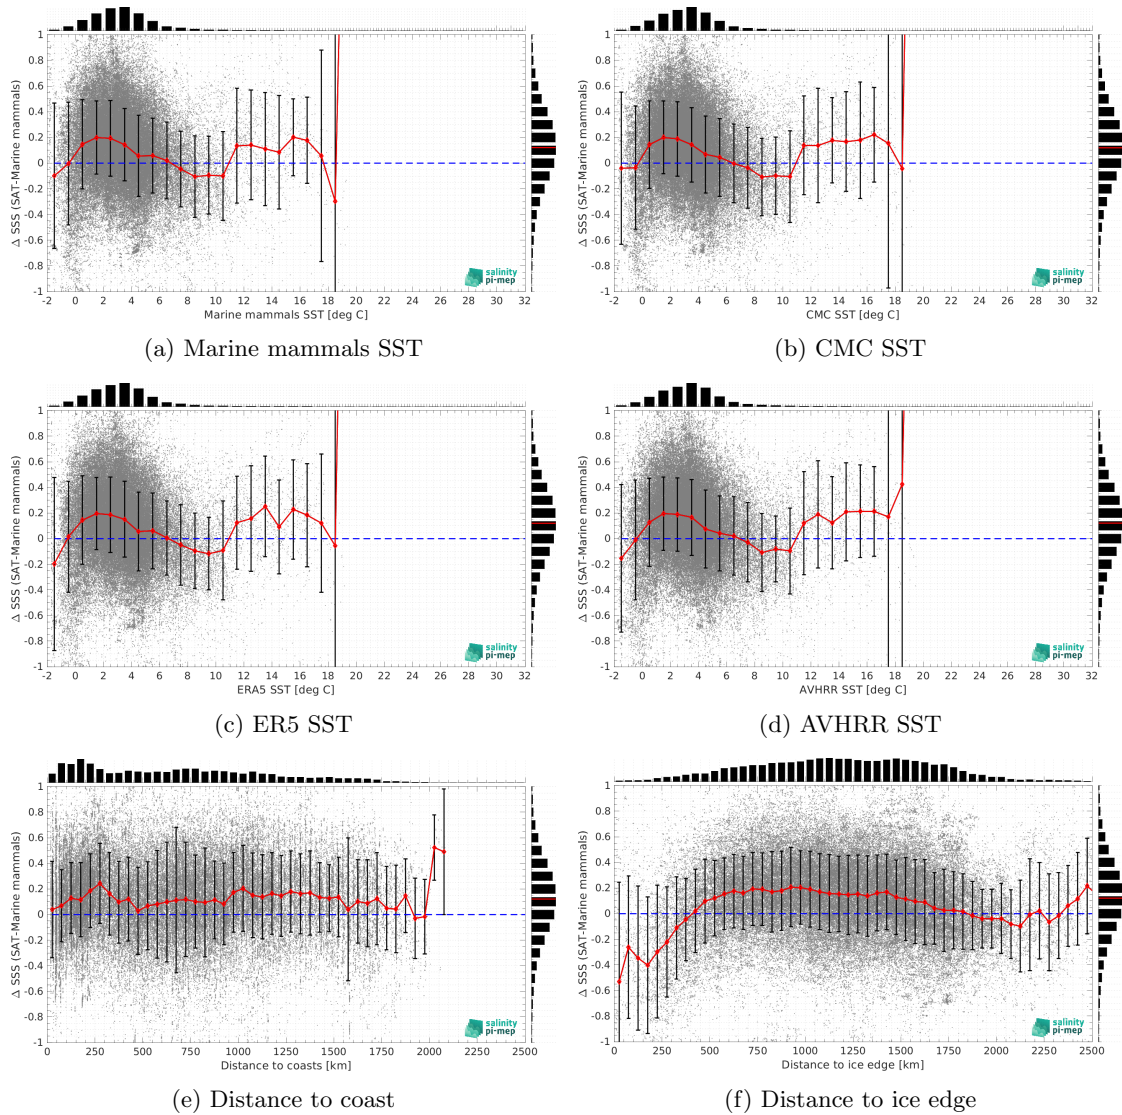 1
0.8
0.6
0.4
0.2
0
-0.2
-0.4
-0.6
-0.8
-1
Δ SSS (SAT-Marine mammals)
salinity
pi-mep
-2 0 2 4 6 8 10 12 14 16 18 20 22 24 26 28 30 32
Marine mammals SST [deg C]
(a) Marine mammals SST
1
0.8
0.6
0.4
0.2
0
-0.2
-0.4
-0.6
-0.8
-1
Δ SSS (SAT-Marine mammals)
salinity
pi-mep
-2 0 2 4 6 8 10 12 14 16 18 20 22 24 26 28 30 32
CMC SST [deg C]
(b) CMC SST
1
0.8
0.6
0.4
0.2
0
-0.2
-0.4
-0.6
-0.8
-1
Δ SSS (SAT-Marine mammals)
salinity
pi-mep
-2 0 2 4 6 8 10 12 14 16 18 20 22 24 26 28 30 32
ERA5 SST [deg C]
(c) ER5 SST
1
0.8
0.6
0.4
0.2
0
-0.2
-0.4
-0.6
-0.8
-1
Δ SSS (SAT-Marine mammals)
salinity
pi-mep
-2 0 2 4 6 8 10 12 14 16 18 20 22 24 26 28 30 32
AVHRR SST [deg C]
(d) AVHRR SST
1
0.8
0.6
0.4
0.2
0
-0.2
-0.4
-0.6
-0.8
-1
Δ SSS (SAT-Marine mammals)
salinity
pi-mep
0 250 500 750 1000 1250 1500 1750 2000 2250 2500
Distance to coasts [km]
(e) Distance to coast
1
0.8
0.6
0.4
0.2
0
-0.2
-0.4
-0.6
-0.8
-1
Δ SSS (SAT-Marine mammals)
salinity
pi-mep
0 250 500 750 1000 1250 1500 1750 2000 2250 2500
Distance to ice edge [km]
(f) Distance to ice edge